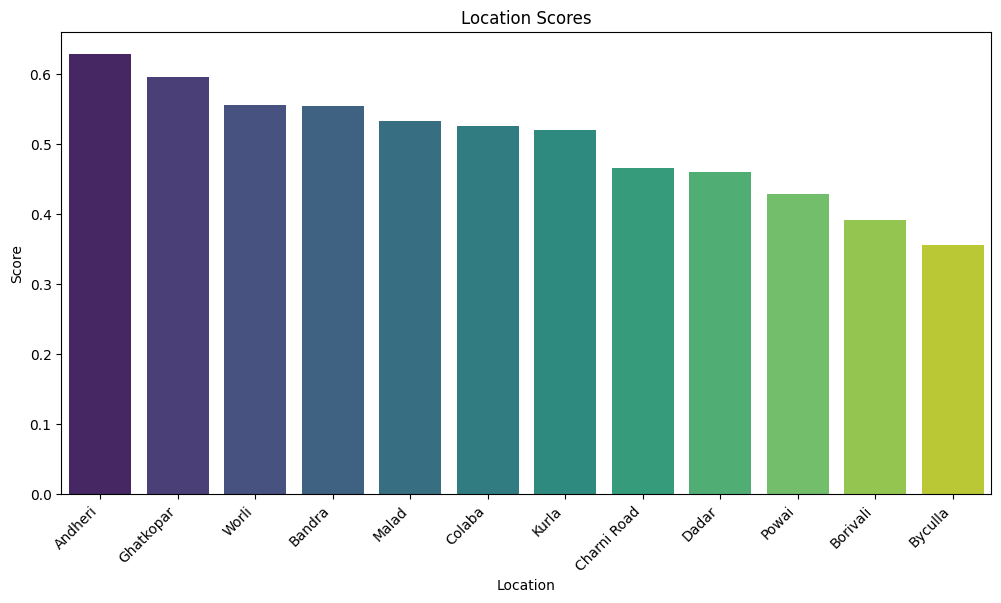 Location Scores
0.6
0.5
0.4
0.3
0.2
0.1
0.0
Score
Andheri
Ghatkopar
Worli
Bandra
Malad
Colaba
Kurla
Charni Road
Dadar
Powai
Borivali
Byculla
Location